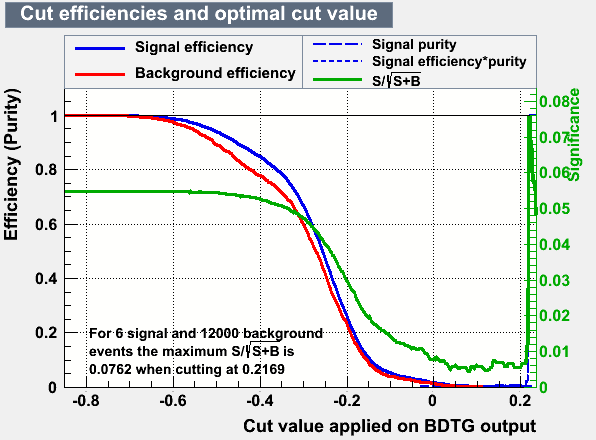 Cut efficiencies and optimal cut value
Signal efficiency
Background efficiency
Signal purity
Signal efficiency*purity
S/√S+B
Efficiency (Purity)
1
0.8
0.6
0.4
0.2
0
Significance
0.08
0.07
0.06
0.05
0.04
0.03
0.02
0.01
0
For 6 signal and 12000 background
events the maximum S/√S+B is
0.0762 when cutting at 0.2169
-0.8
-0.6
-0.4
-0.2
0
0.2
Cut value applied on BDTG output